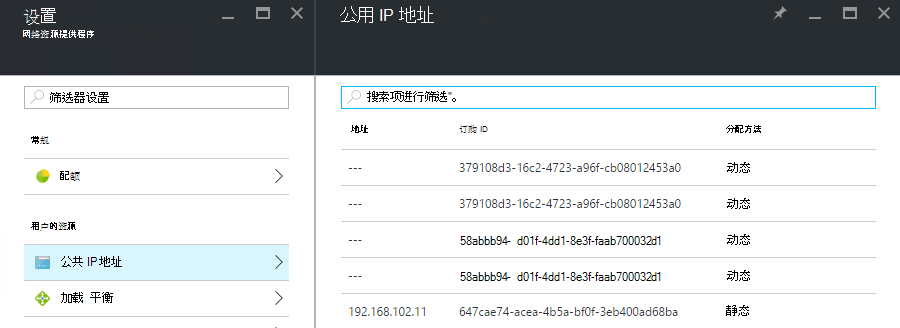 设置
网络资源提供程序
筛选器设置
常规
配额
租户的资源
公共 IP 地址
加载 平衡
公用 IP 地址
搜索项进行筛选*。
地址 订购 ID 分配方法
--- 379108d3-16c2-4723-a96f-cb08012453a0 动态
--- 379108d3-16c2-4723-a96f-cb08012453a0 动态
--- 58abbb94- d01f-4dd1-8e3f-faab700032d1 动态
--- 58abbb94- d01f-4dd1-8e3f-faab700032d1 动态
192.168.102.11 647cae74-acea-4b5a-bf0f-3eb400ad68ba 静态